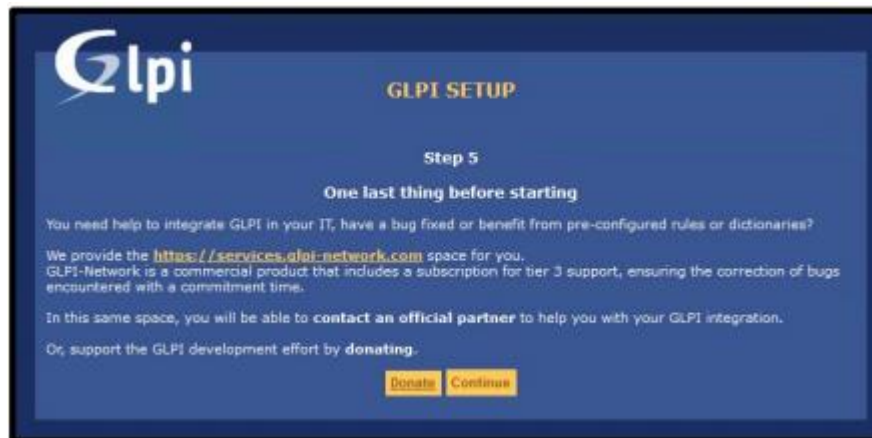 Glpi
GLPI SETUP
Step 5
One last thing before starting
You need help to integrate GLPI in your IT, have a bug fixed or benefit from pre-configured rules or dictionaries?
We provide the https://services.glpi-network.com space for you.
GLPI-Network is a commercial product that includes a subscription for tier 3 support, ensuring the correction of bugs
encountered with a commitment time.
In this same space, you will be able to contact an official partner to help you with your GLPI integration.
Or, support the GLPI development effort by donating.
Donate Continue